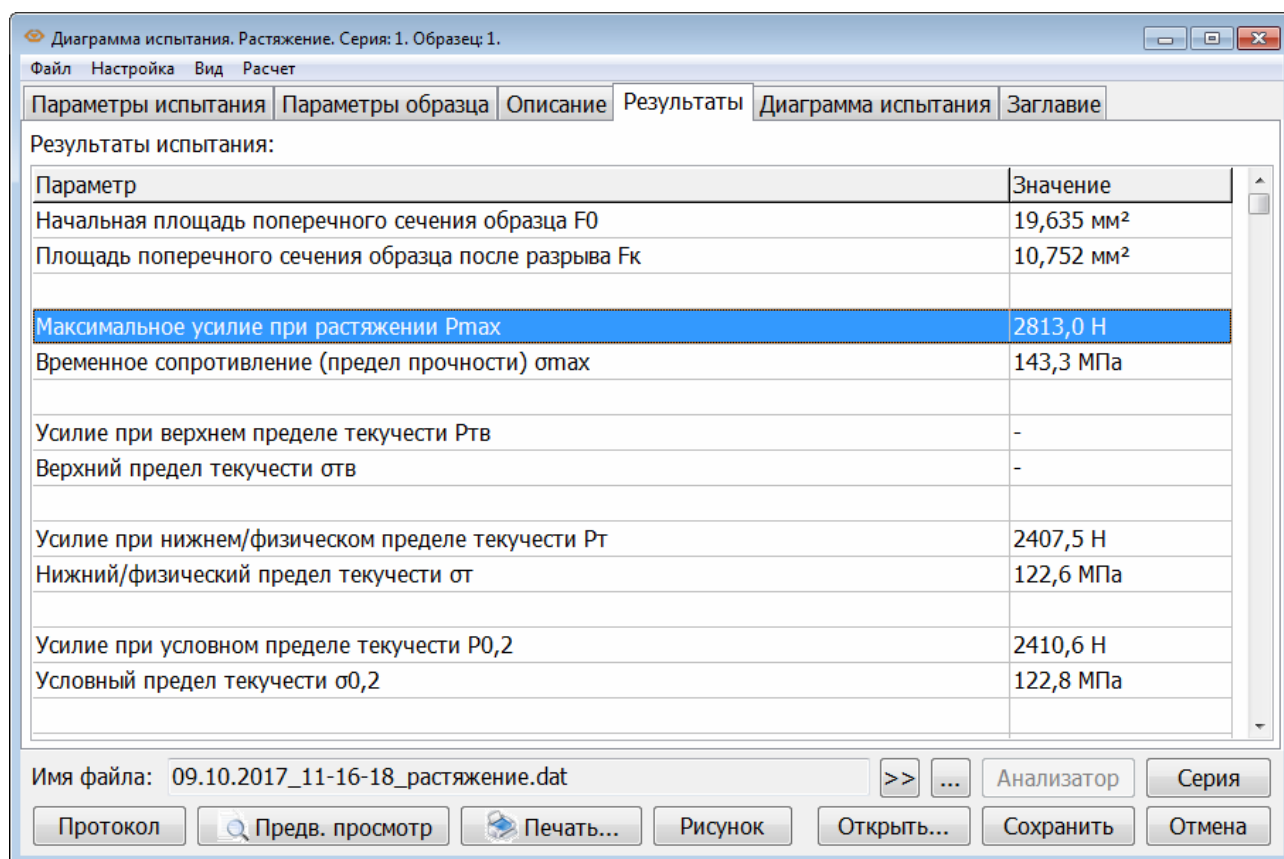 Диаграмма испытания. Растяжение. Серия: 1. Образец: 1.
Файл Настройка Вид Расчет
Параметры испытания Параметры образца Описание Результаты Диаграмма испытания Заглавие
Результаты испытания:
Параметр Значение
Начальная площадь поперечного сечения образца F0 19,635 мм²
Площадь поперечного сечения образца после разрыва Fк 10,752 мм²
Максимальное усилие при растяжении Pmax 2813,0 Н
Временное сопротивление (предел прочности) σmax 143,3 МПа
Усилие при верхнем пределе текучести Pтв -
Верхний предел текучести σтв -
Усилие при нижнем/физическом пределе текучести Pт 2407,5 Н
Нижний/физический предел текучести σт 122,6 МПа
Усилие при условном пределе текучести P0,2 2410,6 Н
Условный предел текучести σ0,2 122,8 МПа
Имя файла: 09.10.2017_11-16-18_растяжение.dat >> ... Анализатор Серия
Протокол Предв. просмотр Печать... Рисунок Открыть... Сохранить Отмена